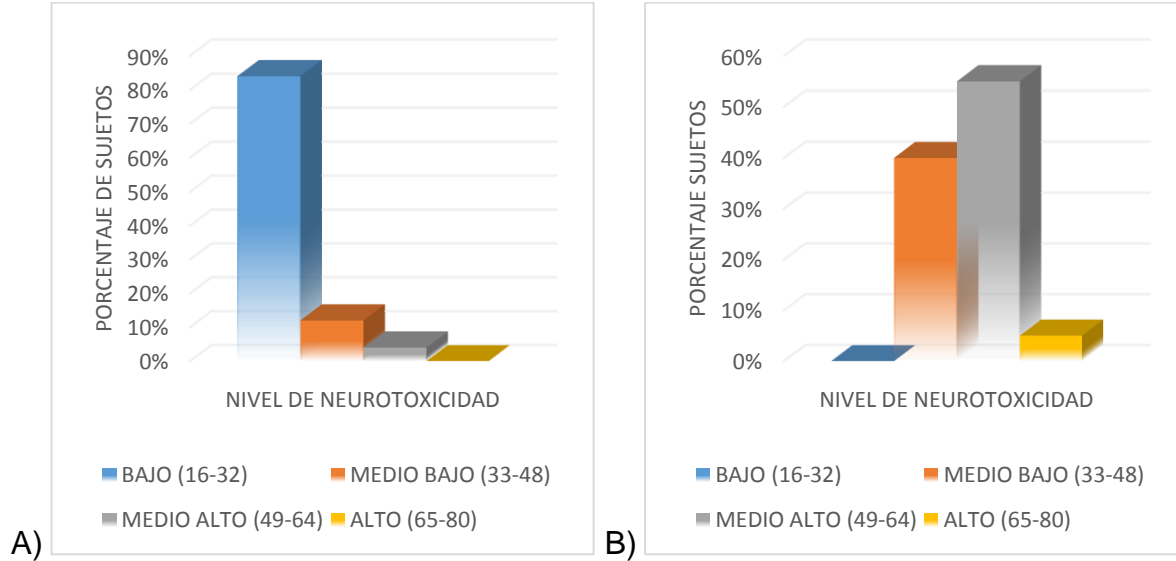 90%
80%
70%
60%
50%
40%
30%
20%
10%
0%
PORCENTAJE DE SUJETOS
NIVEL DE NEUROTOXICIDAD
BAJO (16-32)
MEDIO BAJO (33-48)
MEDIO ALTO (49-64)
ALTO (65-80)
A)
60%
50%
40%
30%
20%
10%
0%
PORCENTAJE SUJETOS
NIVEL DE NEUROTOXICIDAD
BAJO (16-32)
MEDIO BAJO (33-48)
MEDIO ALTO (49-64)
ALTO (65-80)
B)